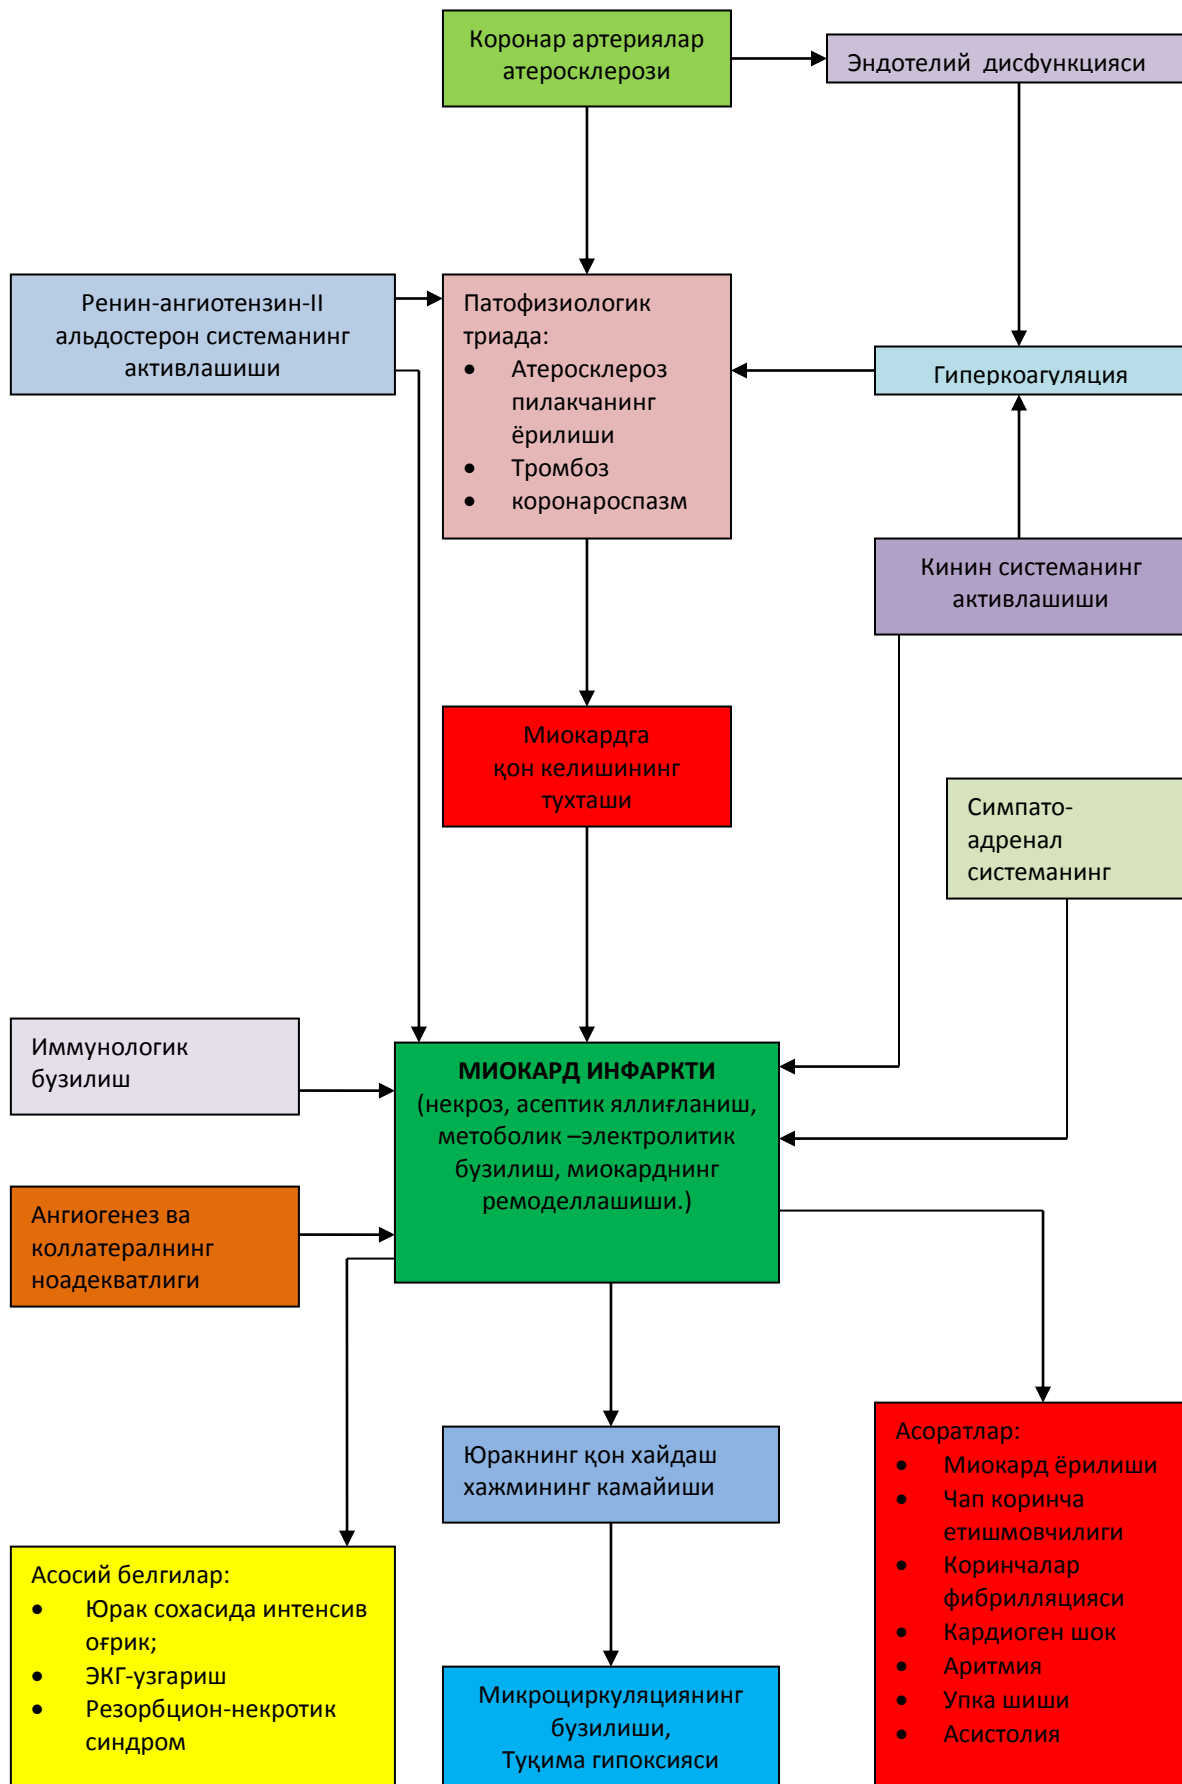 Коронар артериялар
атеросклерози
Эндотелий дисфункцияси
Ренин-ангиотензин-II
альдостерон системанинг
активлашиши
Патофизиологик
триада:
• Атеросклероз
пилакчанинг
ёрилиши
• Тромбоз
• коронароспазм
Гиперкоагуляция
Кинин системанинг
активлашиши
Миокардга
қон келишининг
тухташи
Симпато-
адренал
системанинг
Иммунологик
бузилиш
МИОКАРД ИНФАРКТИ
(некроз, асептик яллиғланиш,
метоболик –электролитик
бузилиш, миокарднинг
ремоделлашиши.)
Ангиогенез ва
коллатералнинг
ноадекватлиги
Юракнинг қон хайдаш
хажмининг камайиши
Асоратлар:
• Миокард ёрилиши
• Чап коринча
етишмовчилиги
• Коринчалар
фибрилляцияси
• Кардиоген шок
• Аритмия
• Упка шиши
• Асистолия
Асосий белгилар:
• Юрак сохасида интенсив
оғрик;
• ЭКГ-узгариш
• Резорбцион-некротик
синдром
Микроциркуляциянинг
бузилиши,
Туқима гипоксияси